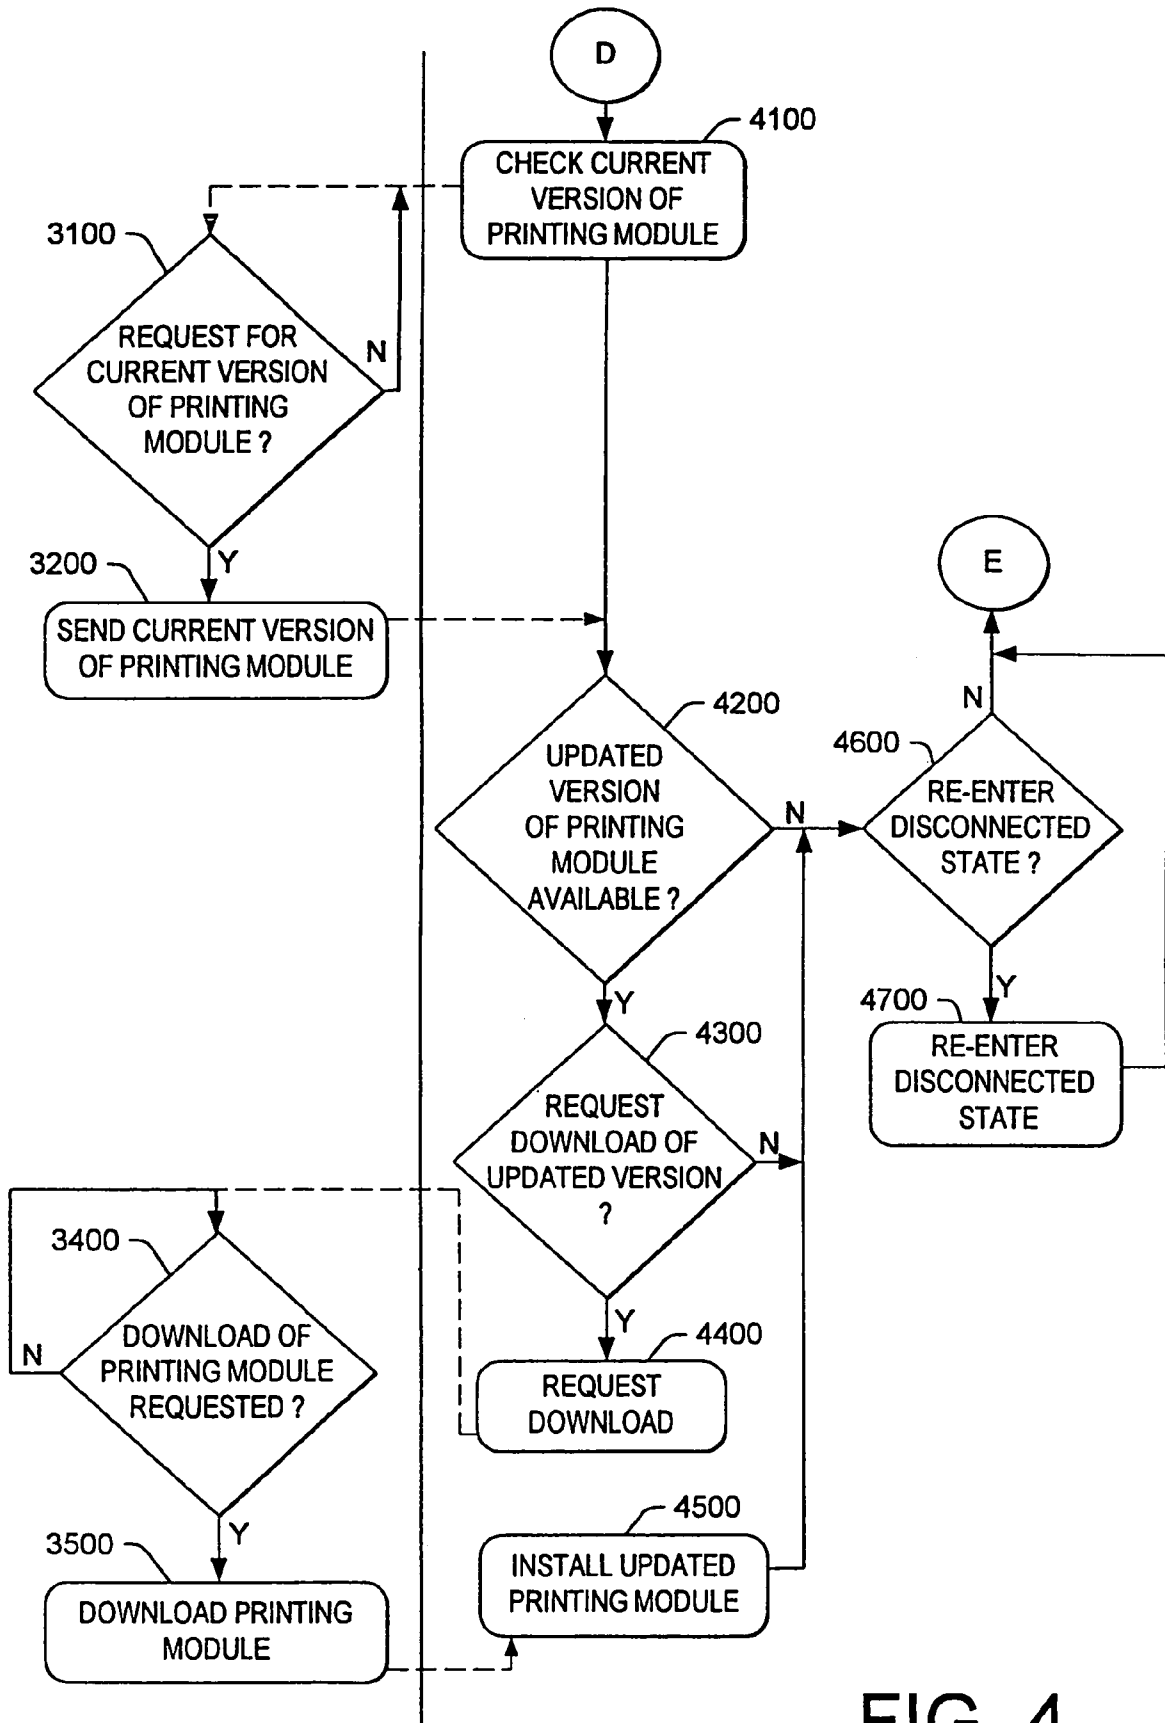 D
4100
CHECK CURRENT
VERSION OF
PRINTING MODULE
3100
REQUEST FOR
CURRENT VERSION
OF PRINTING
MODULE ?
N
Y
3200
SEND CURRENT VERSION
OF PRINTING MODULE
E
N
4200
UPDATED
VERSION
OF PRINTING
MODULE
AVAILABLE ?
N
Y
4600
RE-ENTER
DISCONNECTED
STATE ?
Y
4700
RE-ENTER
DISCONNECTED
STATE
4300
REQUEST
DOWNLOAD OF
UPDATED VERSION
?
N
Y
3400
DOWNLOAD OF
PRINTING MODULE
REQUESTED ?
N
Y
4400
REQUEST
DOWNLOAD
4500
INSTALL UPDATED
PRINTING MODULE
3500
DOWNLOAD PRINTING
MODULE
FIG. 4